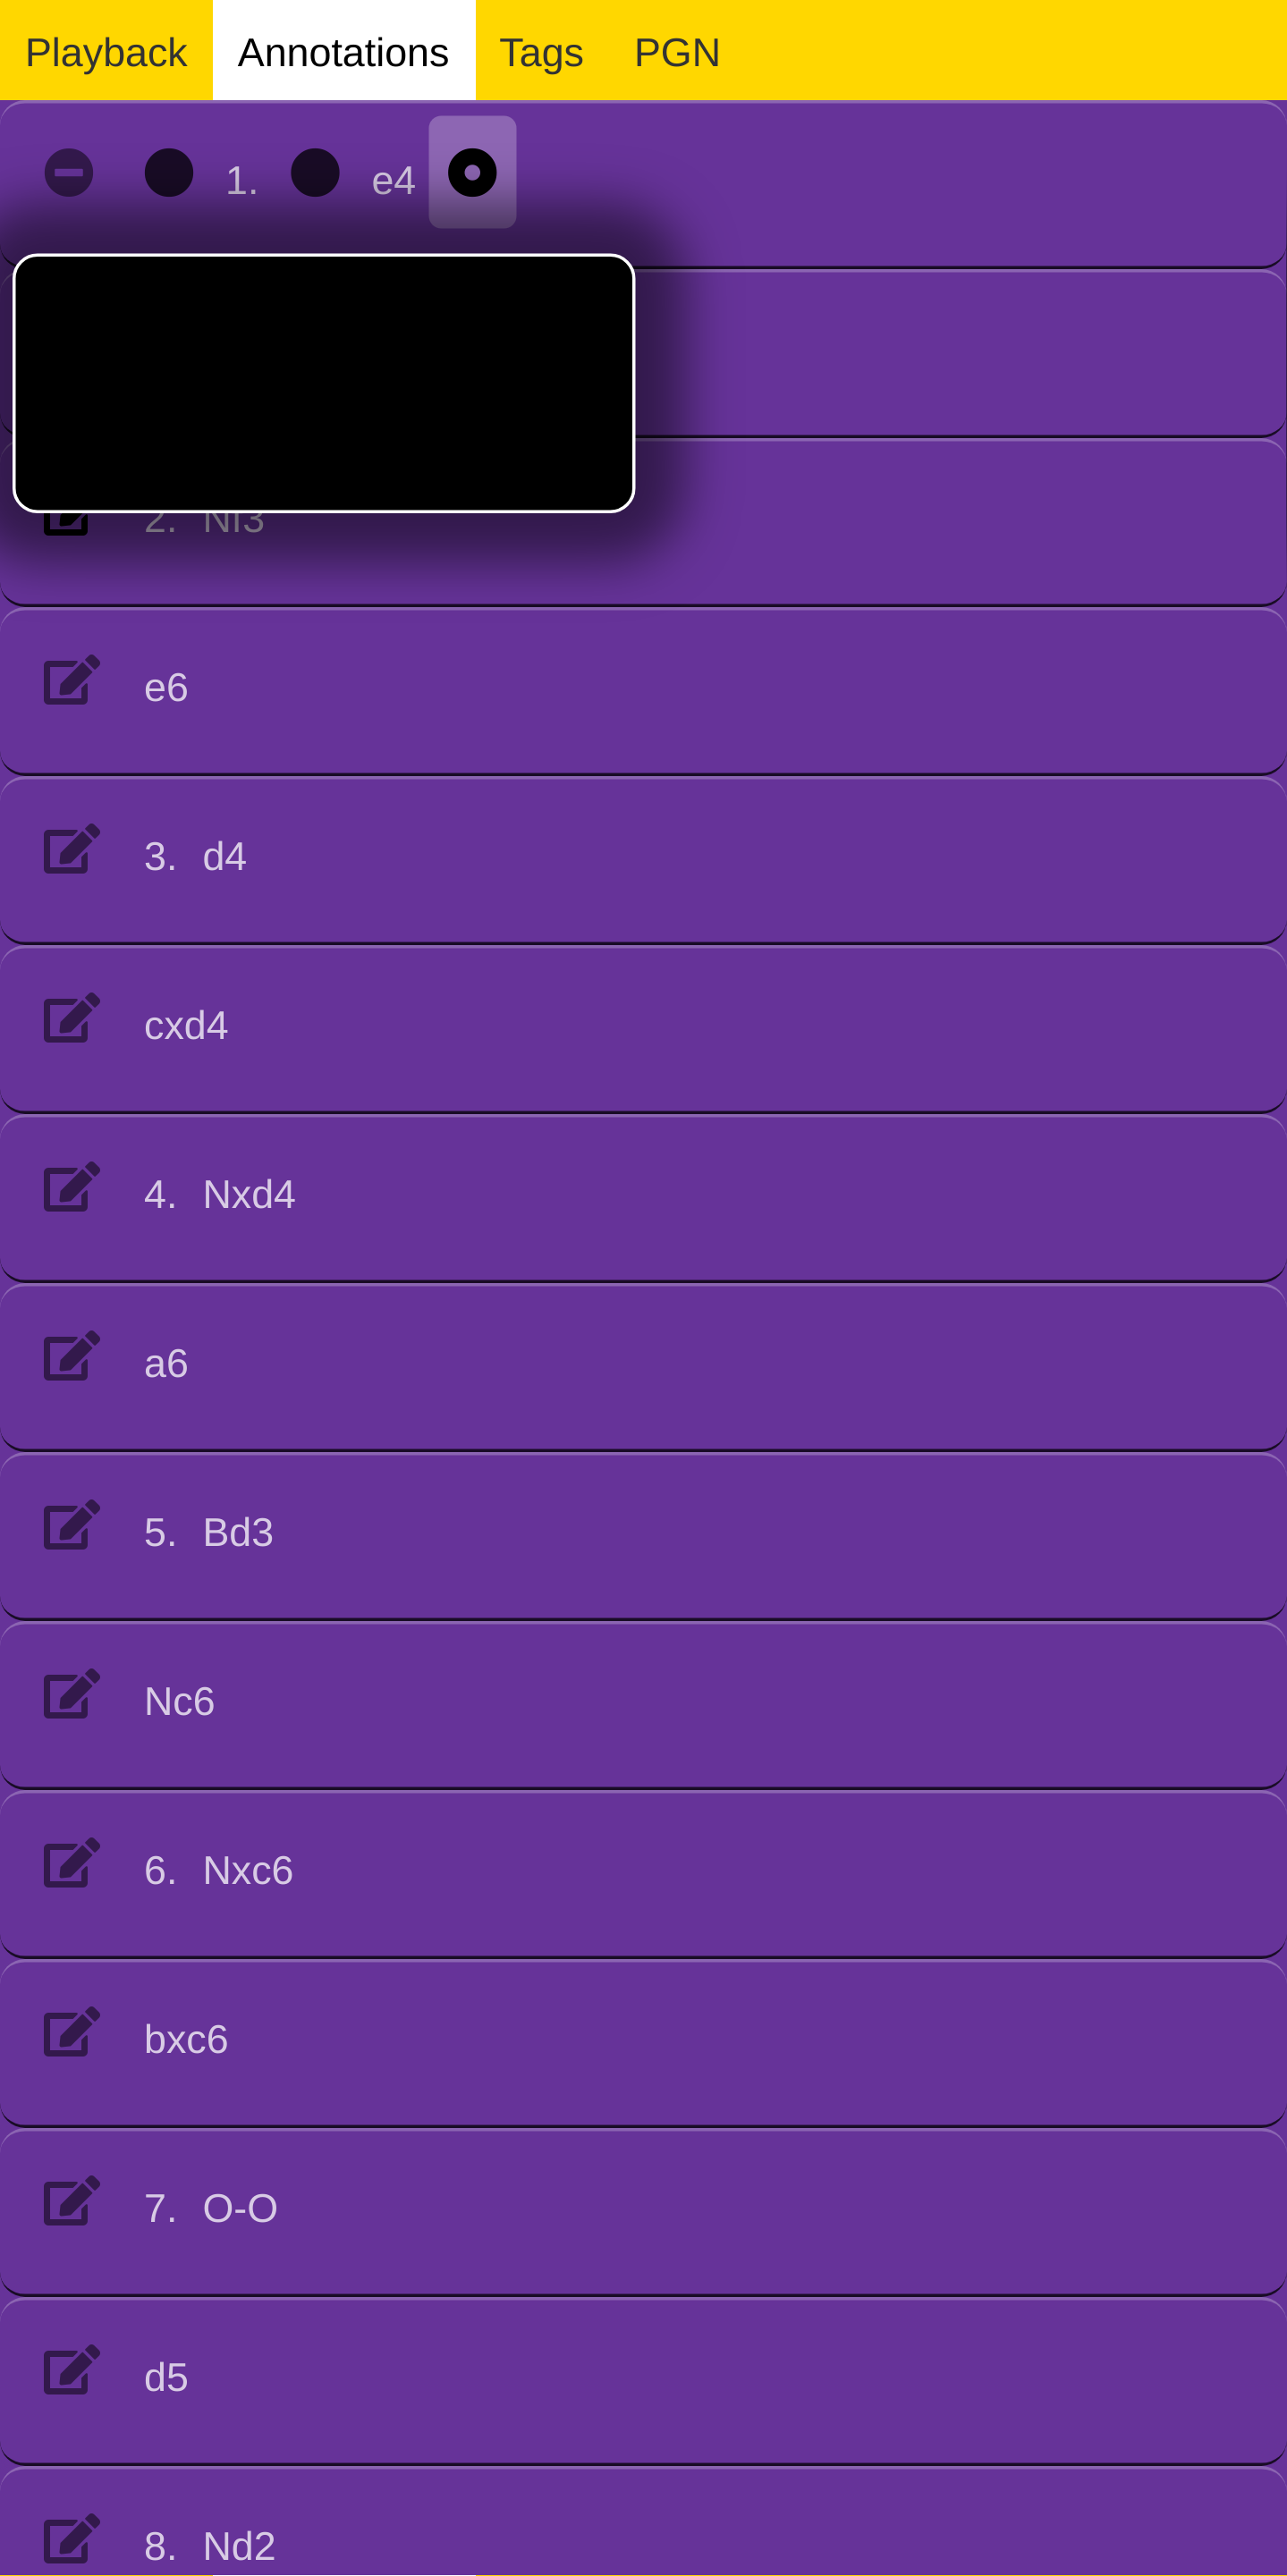 Playback Annotations Tags PGN
1. e4
2. Nf3
e6
3. d4
cxd4
4. Nxd4
a6
5. Bd3
Nc6
6. Nxc6
bxc6
7. O-O
d5
8. Nd2